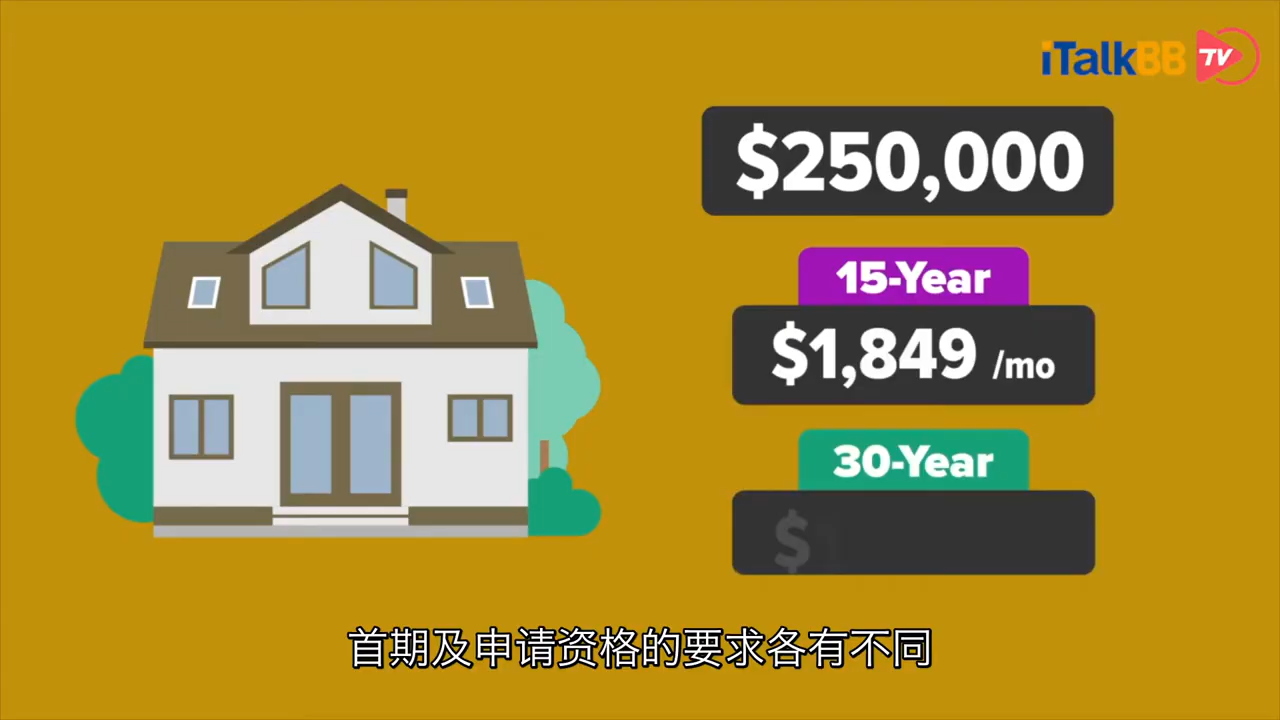 iTalkBB TV
$250,000
15-Year
$1,849 /mo
30-Year
$
首期及申请资格的要求各有不同